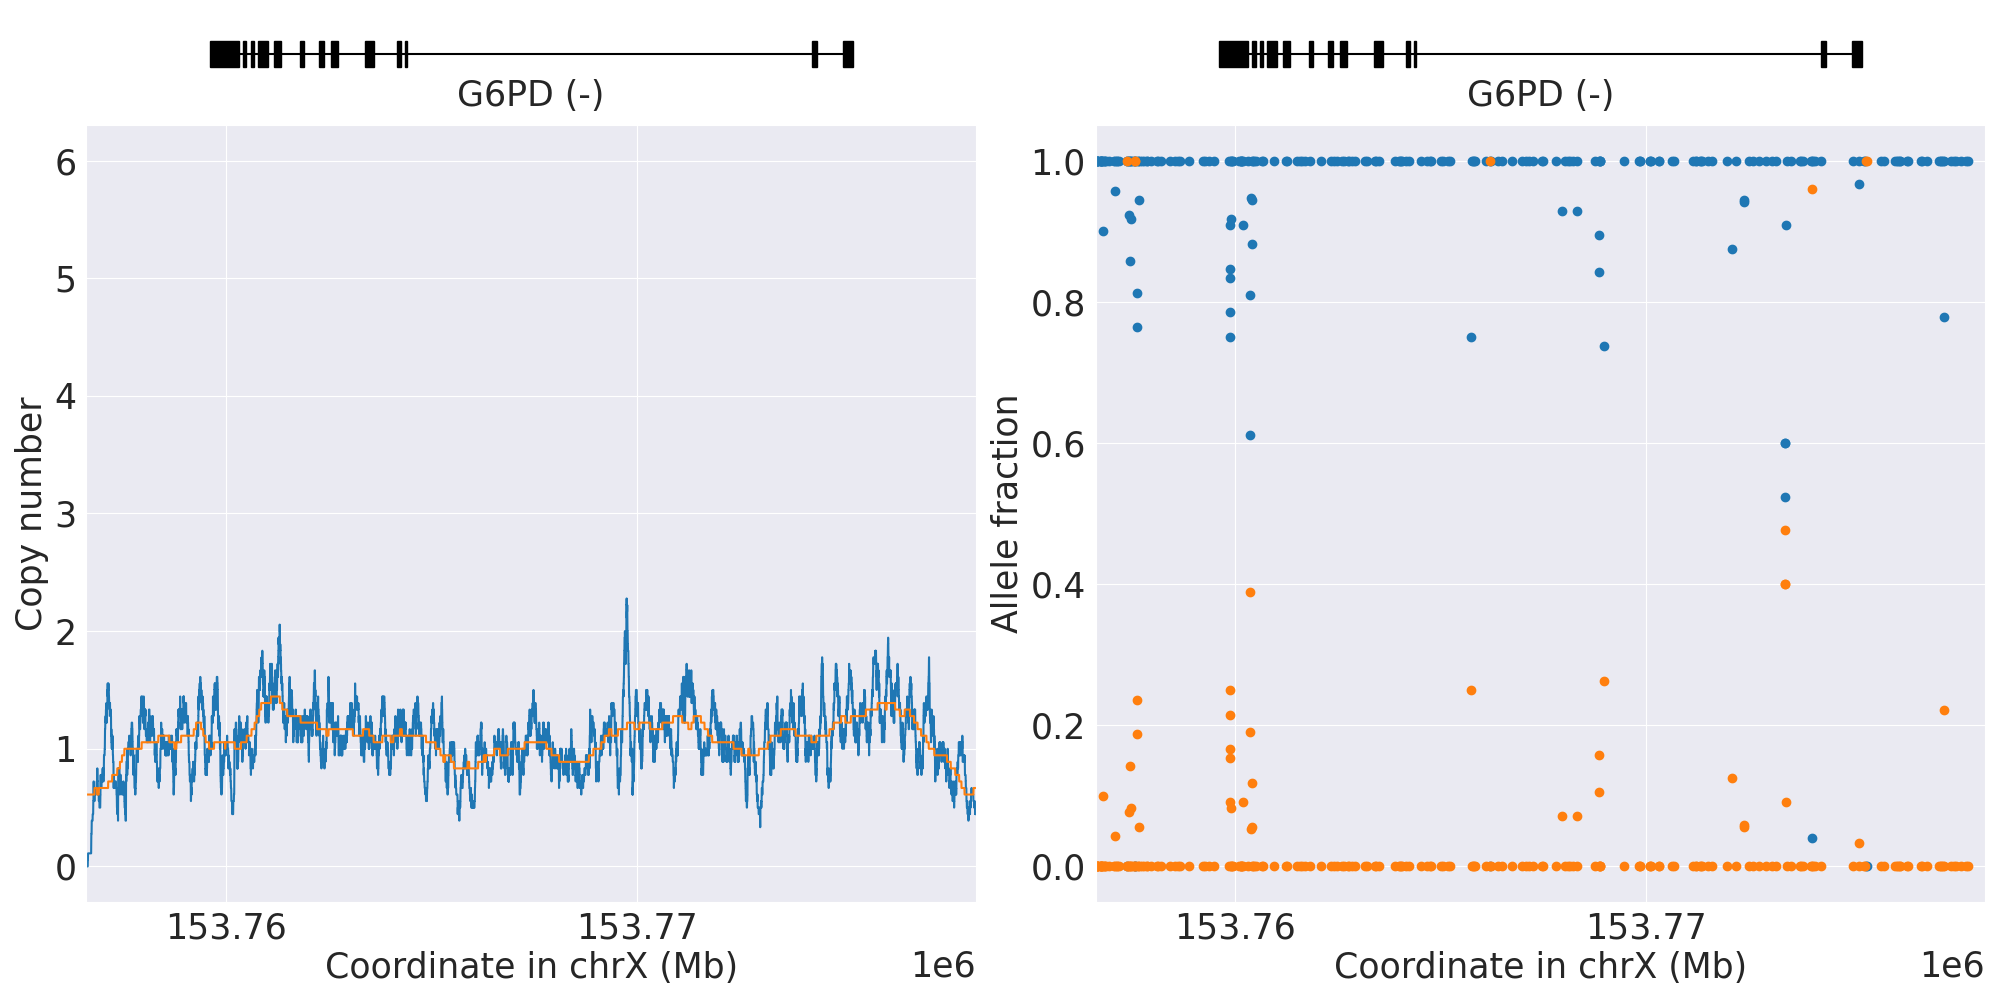 G6PD (-)
6
5
4
3
2
1
0
Copy number
153.76
153.77
Coordinate in chrX (Mb)
1e6
G6PD (-)
1.0
0.8
0.6
0.4
0.2
0.0
Allele fraction
153.76
153.77
Coordinate in chrX (Mb)
1e6